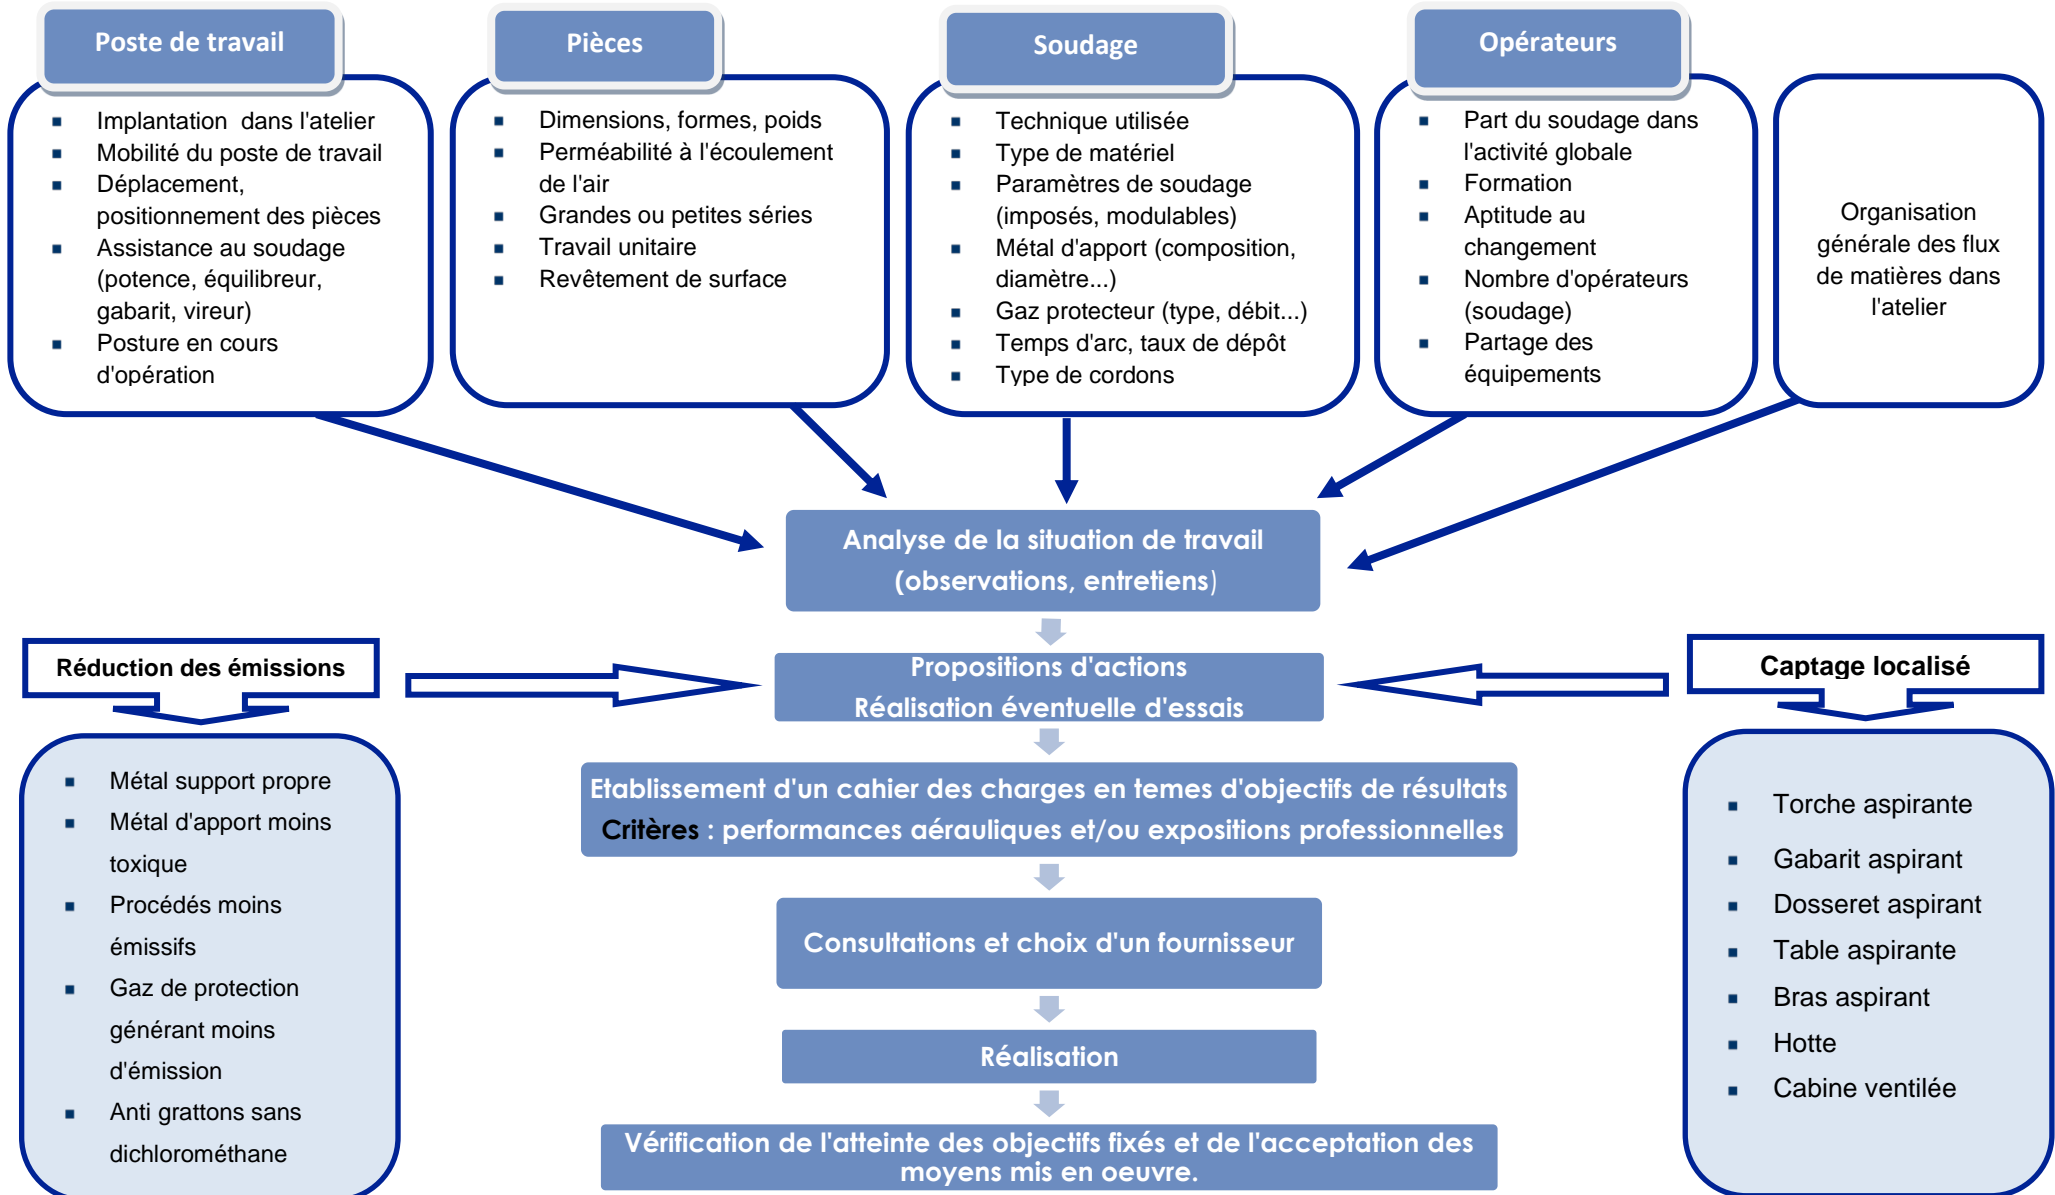 Poste de travail
Implantation dans l'atelier
Mobilité du poste de travail
Déplacement,
positionnement des pièces
Assistance au soudage
(potence, équilibreur,
gabarit, vireur)
Posture en cours
d'opération
Pièces
Dimensions, formes, poids
Perméabilité à l'écoulement
de l'air
Grandes ou petites séries
Travail unitaire
Revêtement de surface
Soudage
Technique utilisée
Type de matériel
Paramètres de soudage
(imposés, modulables)
Métal d'apport (composition,
diamètre...)
Gaz protecteur (type, débit...)
Temps d'arc, taux de dépôt
Type de cordons
Opérateurs
Part du soudage dans
l'activité globale
Formation
Aptitude au
changement
Nombre d'opérateurs
(soudage)
Partage des
équipements
Organisation
générale des flux
de matières dans
l'atelier
Analyse de la situation de travail
(observations, entretiens)
Réduction des émissions
Métal support propre
Métal d'apport moins
toxique
Procédés moins
émissifs
Gaz de protection
générant moins
d'émission
Anti grattons sans
dichlorométhane
Propositions d'actions
Réalisation éventuelle d'essais
Etablissement d'un cahier des charges en temes d'objectifs de résultats
Critères : performances aérauliques et/ou expositions professionnelles
Consultations et choix d'un fournisseur
Réalisation
Vérification de l'atteinte des objectifs fixés et de l'acceptation des
moyens mis en oeuvre.
Captage localisé
Torche aspirante
Gabarit aspirant
Dosseret aspirant
Table aspirante
Bras aspirant
Hotte
Cabine ventilée